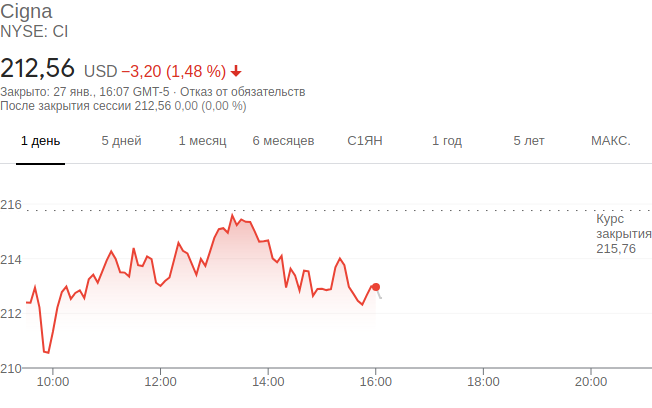 Cigna
NYSE: CI
212,56 USD −3,20 (1,48 %)
Закрыто: 27 янв., 16:07 GMT-5 · Отказ от обязательств
После закрытия сессии 212,56 0,00 (0,00 %)
1 день 5 дней 1 месяц 6 месяцев С1ЯН 1 год 5 лет МАКС.
216
Курс
закрытия
215,76
214
212
210
10:00 12:00 14:00 16:00 18:00 20:00